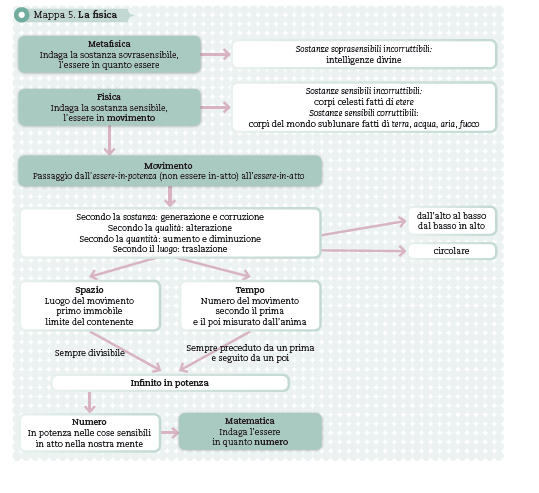 Mappa 5. La fisica
Metafisica
Indaga la sostanza sovrasensibile,
l'essere in quanto essere
Sostanze soprasensibili incorruttibili:
intelligenze divine
Fisica
Indaga la sostanza sensibile,
l'essere in movimento
Sostanze sensibili incorruttibili:
corpi celesti fatti di etere
Sostanze sensibili corruttibili:
corpi del mondo sublunare fatti di terra, acqua, aria, fuoco
Movimento
Passaggio dall'essere-in-potenza (non essere in-atto) all'essere-in-atto
Secondo la sostanza: generazione e corruzione
Secondo la qualità: alterazione
Secondo la quantità: aumento e diminuzione
Secondo il luogo: traslazione
dall'alto al basso
dal basso in alto
circolare
Spazio
Luogo del movimento
primo immobile
limite del contenente
Tempo
Numero del movimento
secondo il prima
e il poi misurato dall'anima
Sempre divisibile
Sempre preceduto da un prima
e seguito da un poi
Infinito in potenza
Numero
In potenza nelle cose sensibili
in atto nella nostra mente
Matematica
Indaga l'essere
in quanto numero